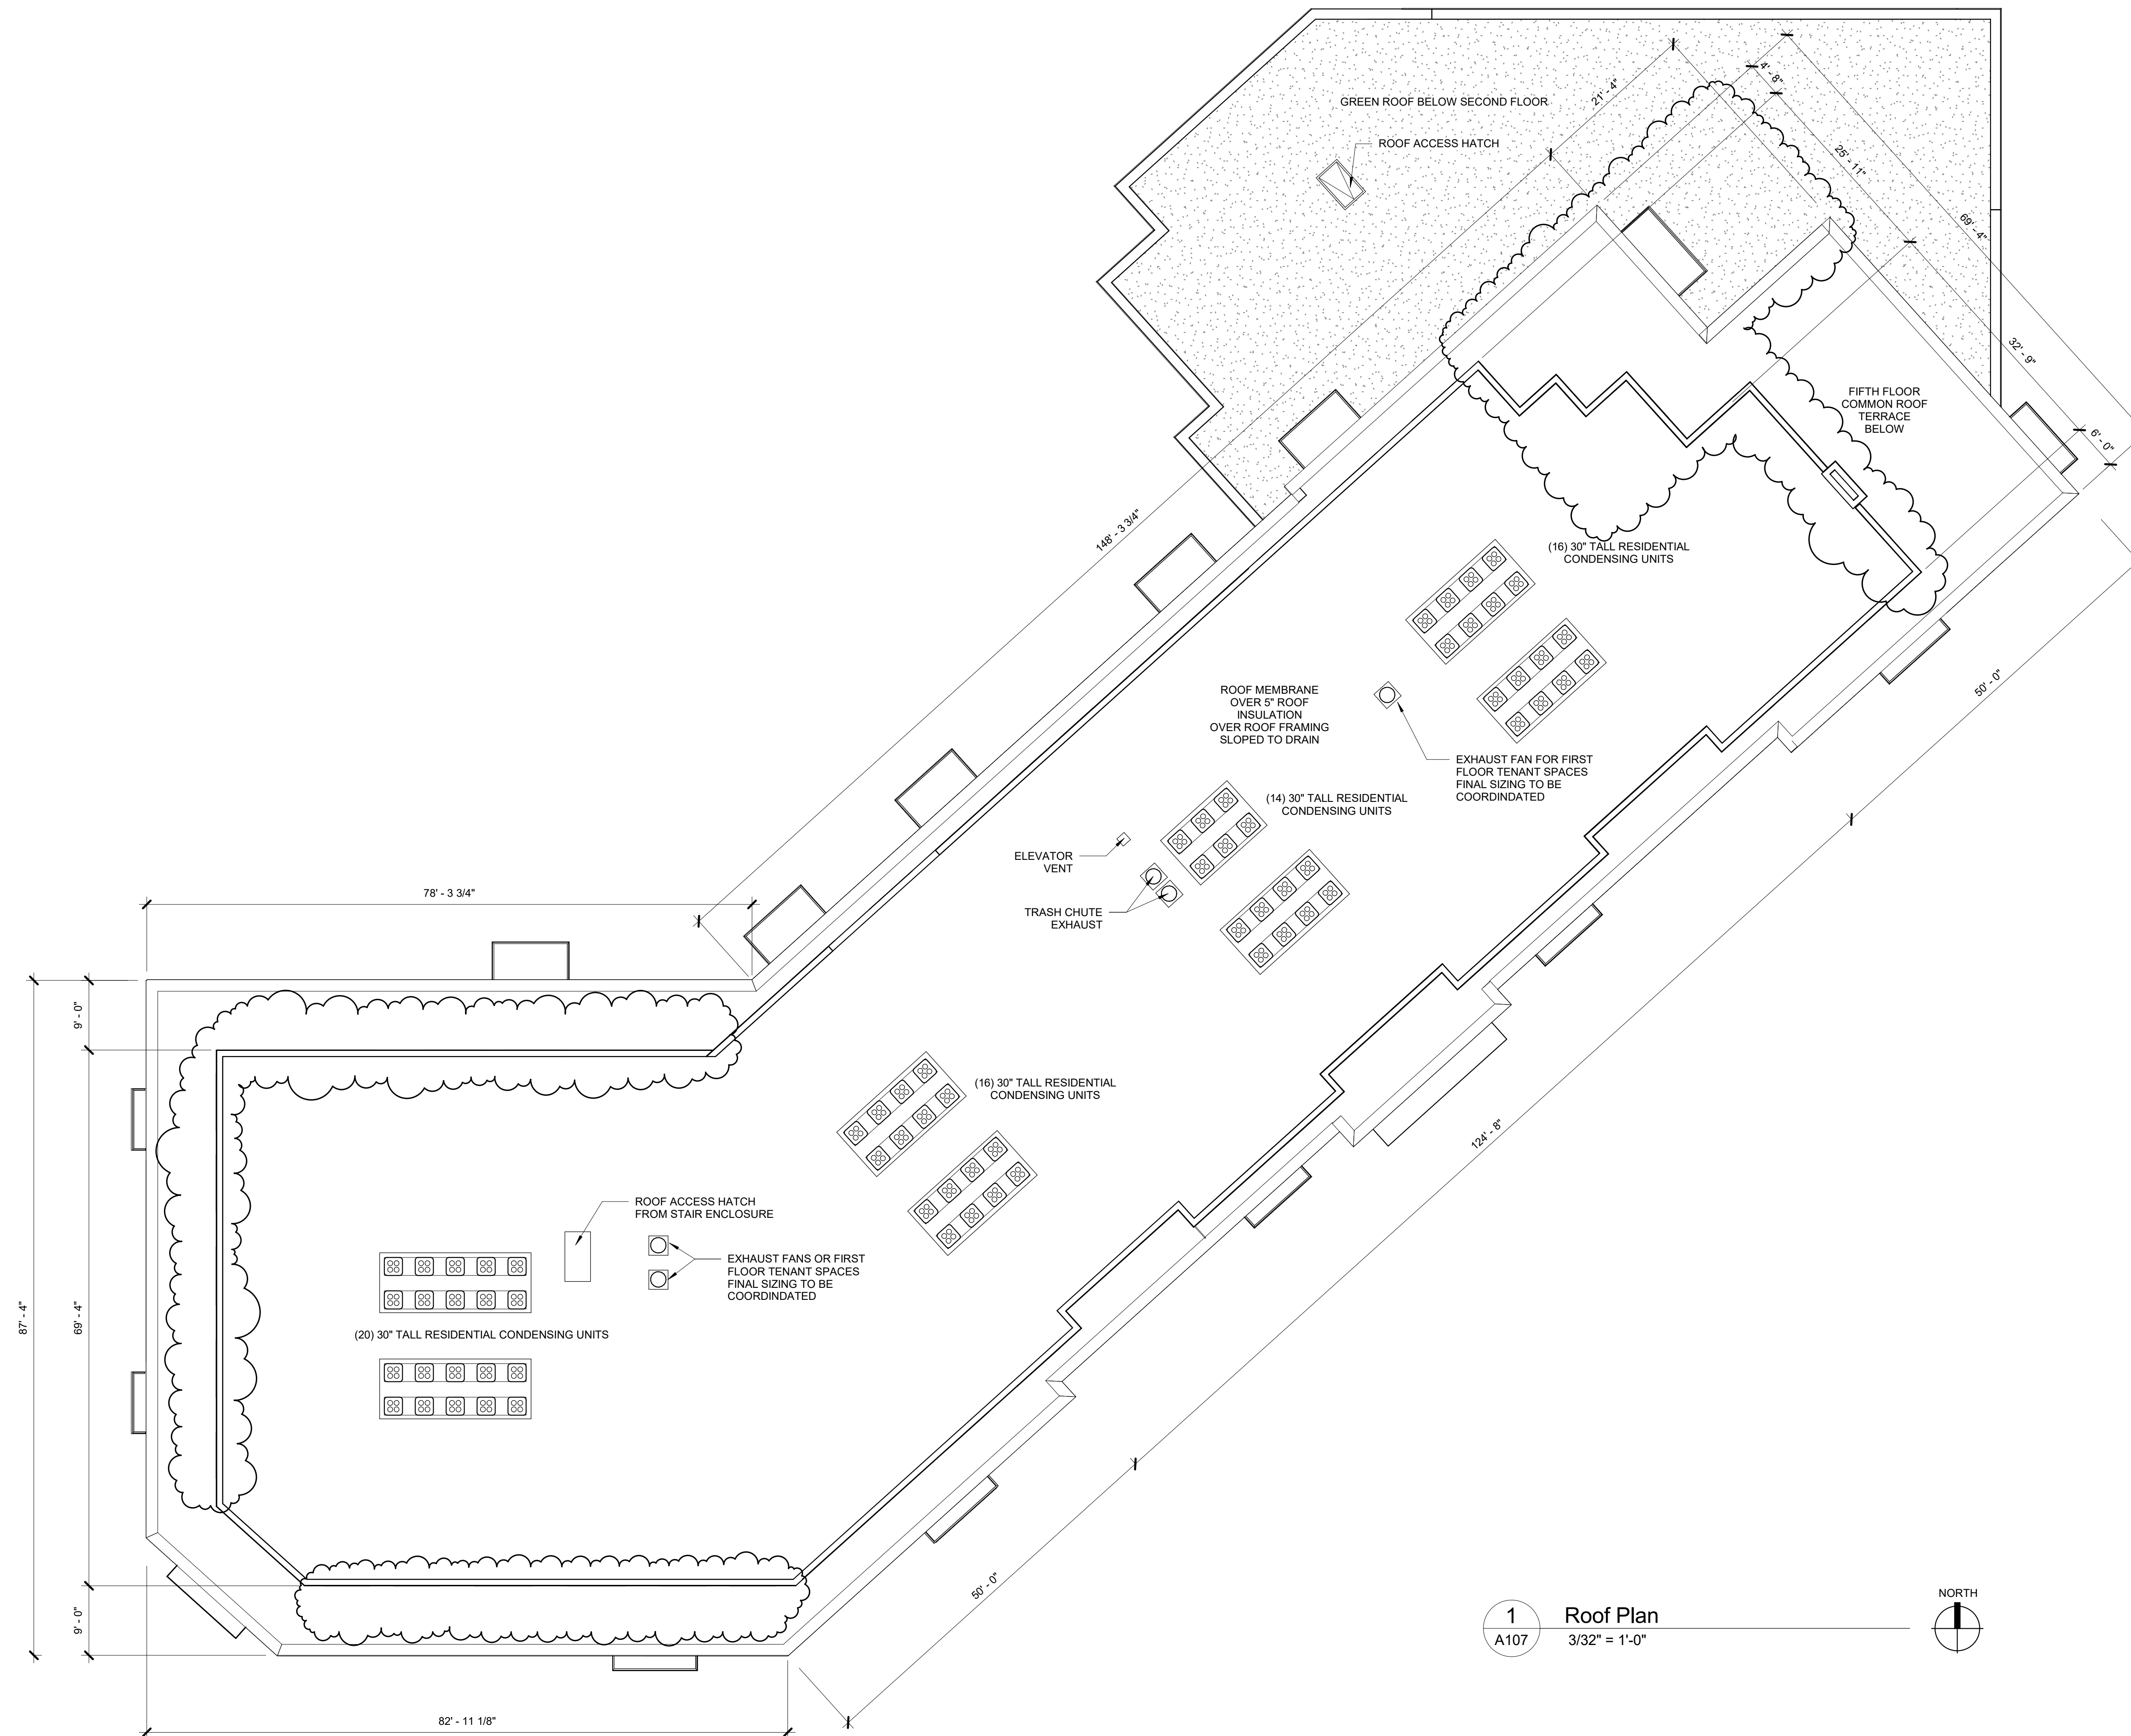 GREEN ROOF BELOW SECOND FLOOR
ROOF ACCESS HATCH
21' - 4"
4' - 8"
25' - 11"
69' - 4"
32' - 9"
6' - 0"
FIFTH FLOOR
COMMON ROOF
TERRACE
BELOW
148' - 3 3/4"
(16) 30" TALL RESIDENTIAL
CONDENSING UNITS
50' - 0"
ROOF MEMBRANE
OVER 5" ROOF
INSULATION
OVER ROOF FRAMING
SLOPED TO DRAIN
EXHAUST FAN FOR FIRST
FLOOR TENANT SPACES
FINAL SIZING TO BE
COORDINDATED
(14) 30" TALL RESIDENTIAL
CONDENSING UNITS
ELEVATOR
VENT
TRASH CHUTE
EXHAUST
78' - 3 3/4"
9' - 0"
(16) 30" TALL RESIDENTIAL
CONDENSING UNITS
124' - 8"
ROOF ACCESS HATCH
FROM STAIR ENCLOSURE
EXHAUST FANS OR FIRST
FLOOR TENANT SPACES
FINAL SIZING TO BE
COORDINDATED
87' - 4"
69' - 4"
(20) 30" TALL RESIDENTIAL CONDENSING UNITS
9' - 0"
50' - 0"
82' - 11 1/8"
1
A107
Roof Plan
3/32" = 1'-0"
NORTH